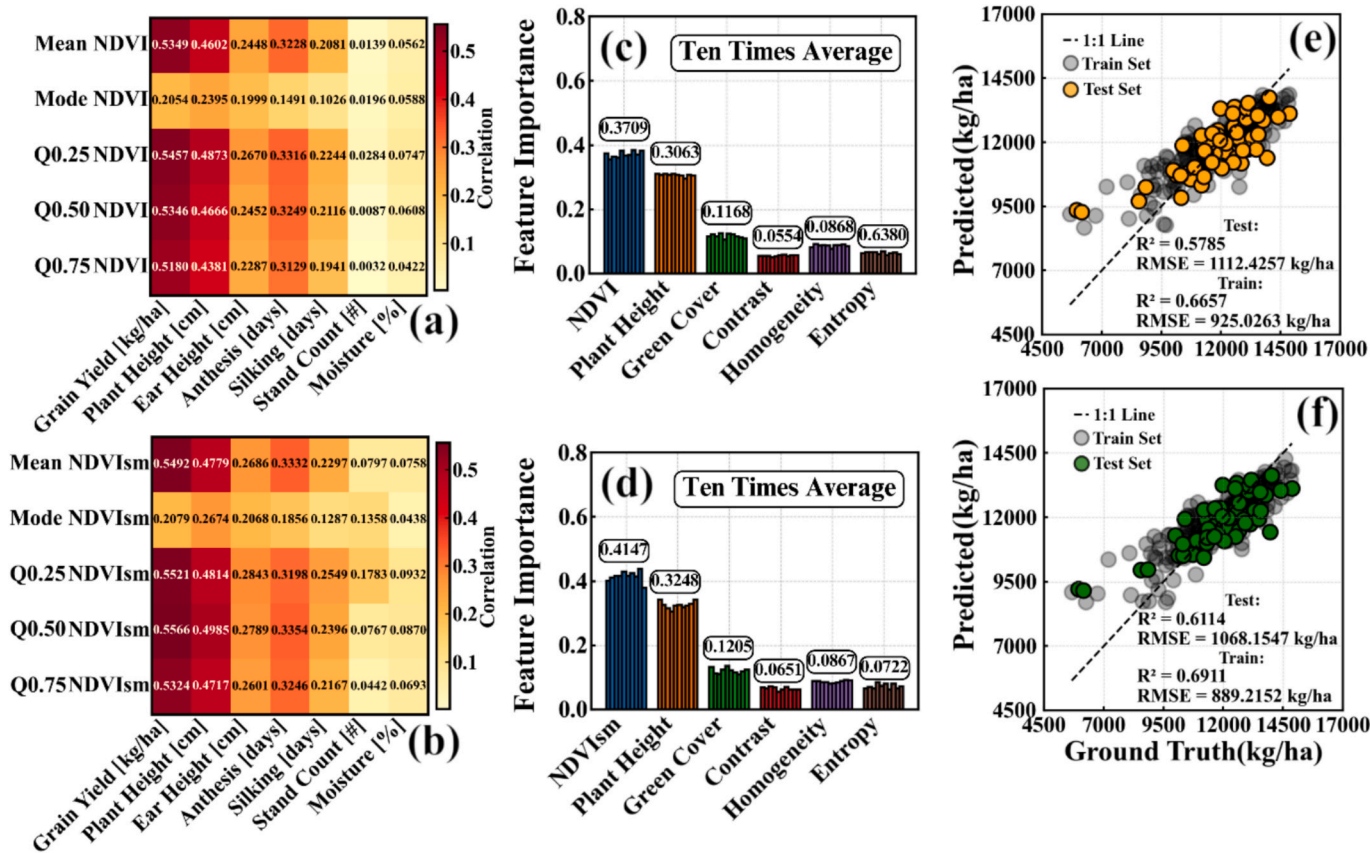 Mean NDVI 0.5349 0.4602 0.2448 0.3228 0.2081 0.0139 0.0562
Mode NDVI 0.2054 0.2395 0.1999 0.1491 0.1026 0.0196 0.0588
Q0.25 NDVI 0.5457 0.4873 0.2670 0.3316 0.2244 0.0284 0.0747
Q0.50 NDVI 0.5346 0.4666 0.2452 0.3249 0.2116 0.0087 0.0608
Q0.75 NDVI 0.5180 0.4381 0.2287 0.3129 0.1941 0.0032 0.0422
Grain Yield [kg/ha]
Plant Height [cm]
Ear Height [cm]
Anthesis [days]
Silking [days]
Stand Count [#]
Moisture [%]
(a)
0.5
0.4
0.3
0.2
0.1
Correlation
Mean NDVIsm 0.5492 0.4779 0.2686 0.3332 0.2297 0.0797 0.0758
Mode NDVIsm 0.2079 0.2674 0.2068 0.1856 0.1287 0.1358 0.0438
Q0.25 NDVIsm 0.5521 0.4814 0.2843 0.3198 0.2549 0.1783 0.0932
Q0.50 NDVIsm 0.5566 0.4985 0.2789 0.3354 0.2396 0.0767 0.0870
Q0.75 NDVIsm 0.5324 0.4717 0.2601 0.3246 0.2167 0.0442 0.0693
Grain Yield [kg/ha]
Plant Height [cm]
Ear Height [cm]
Anthesis [days]
Silking [days]
Stand Count [#]
Moisture [%]
(b)
0.5
0.4
0.3
0.2
0.1
Correlation
(c)
Ten Times Average
Feature Importance
0.8
0.6
0.4
0.2
0.0
0.3709
0.3063
0.1168
0.0554
0.0868
0.6380
NDVI
Plant Height
Green Cover
Contrast
Homogeneity
Entropy
(d)
Ten Times Average
Feature Importance
0.8
0.6
0.4
0.2
0.0
0.4147
0.3248
0.1205
0.0651
0.0867
0.0722
NDVIsm
Plant Height
Green Cover
Contrast
Homogeneity
Entropy
(e)
1:1 Line
Train Set
Test Set
Predicted(kg/ha)
17000
14500
12000
9500
7000
4500
Test:
R² = 0.5785
RMSE = 1112.4257 kg/ha
Train:
R² = 0.6657
RMSE = 925.0263 kg/ha
4500 7000 9500 12000 14500 17000
(f)
1:1 Line
Train Set
Test Set
Predicted(kg/ha)
17000
14500
12000
9500
7000
4500
Test:
R² = 0.6114
RMSE = 1068.1547 kg/ha
Train:
R² = 0.6911
RMSE = 889.2152 kg/ha
4500 7000 9500 12000 14500 17000
Ground Truth(kg/ha)